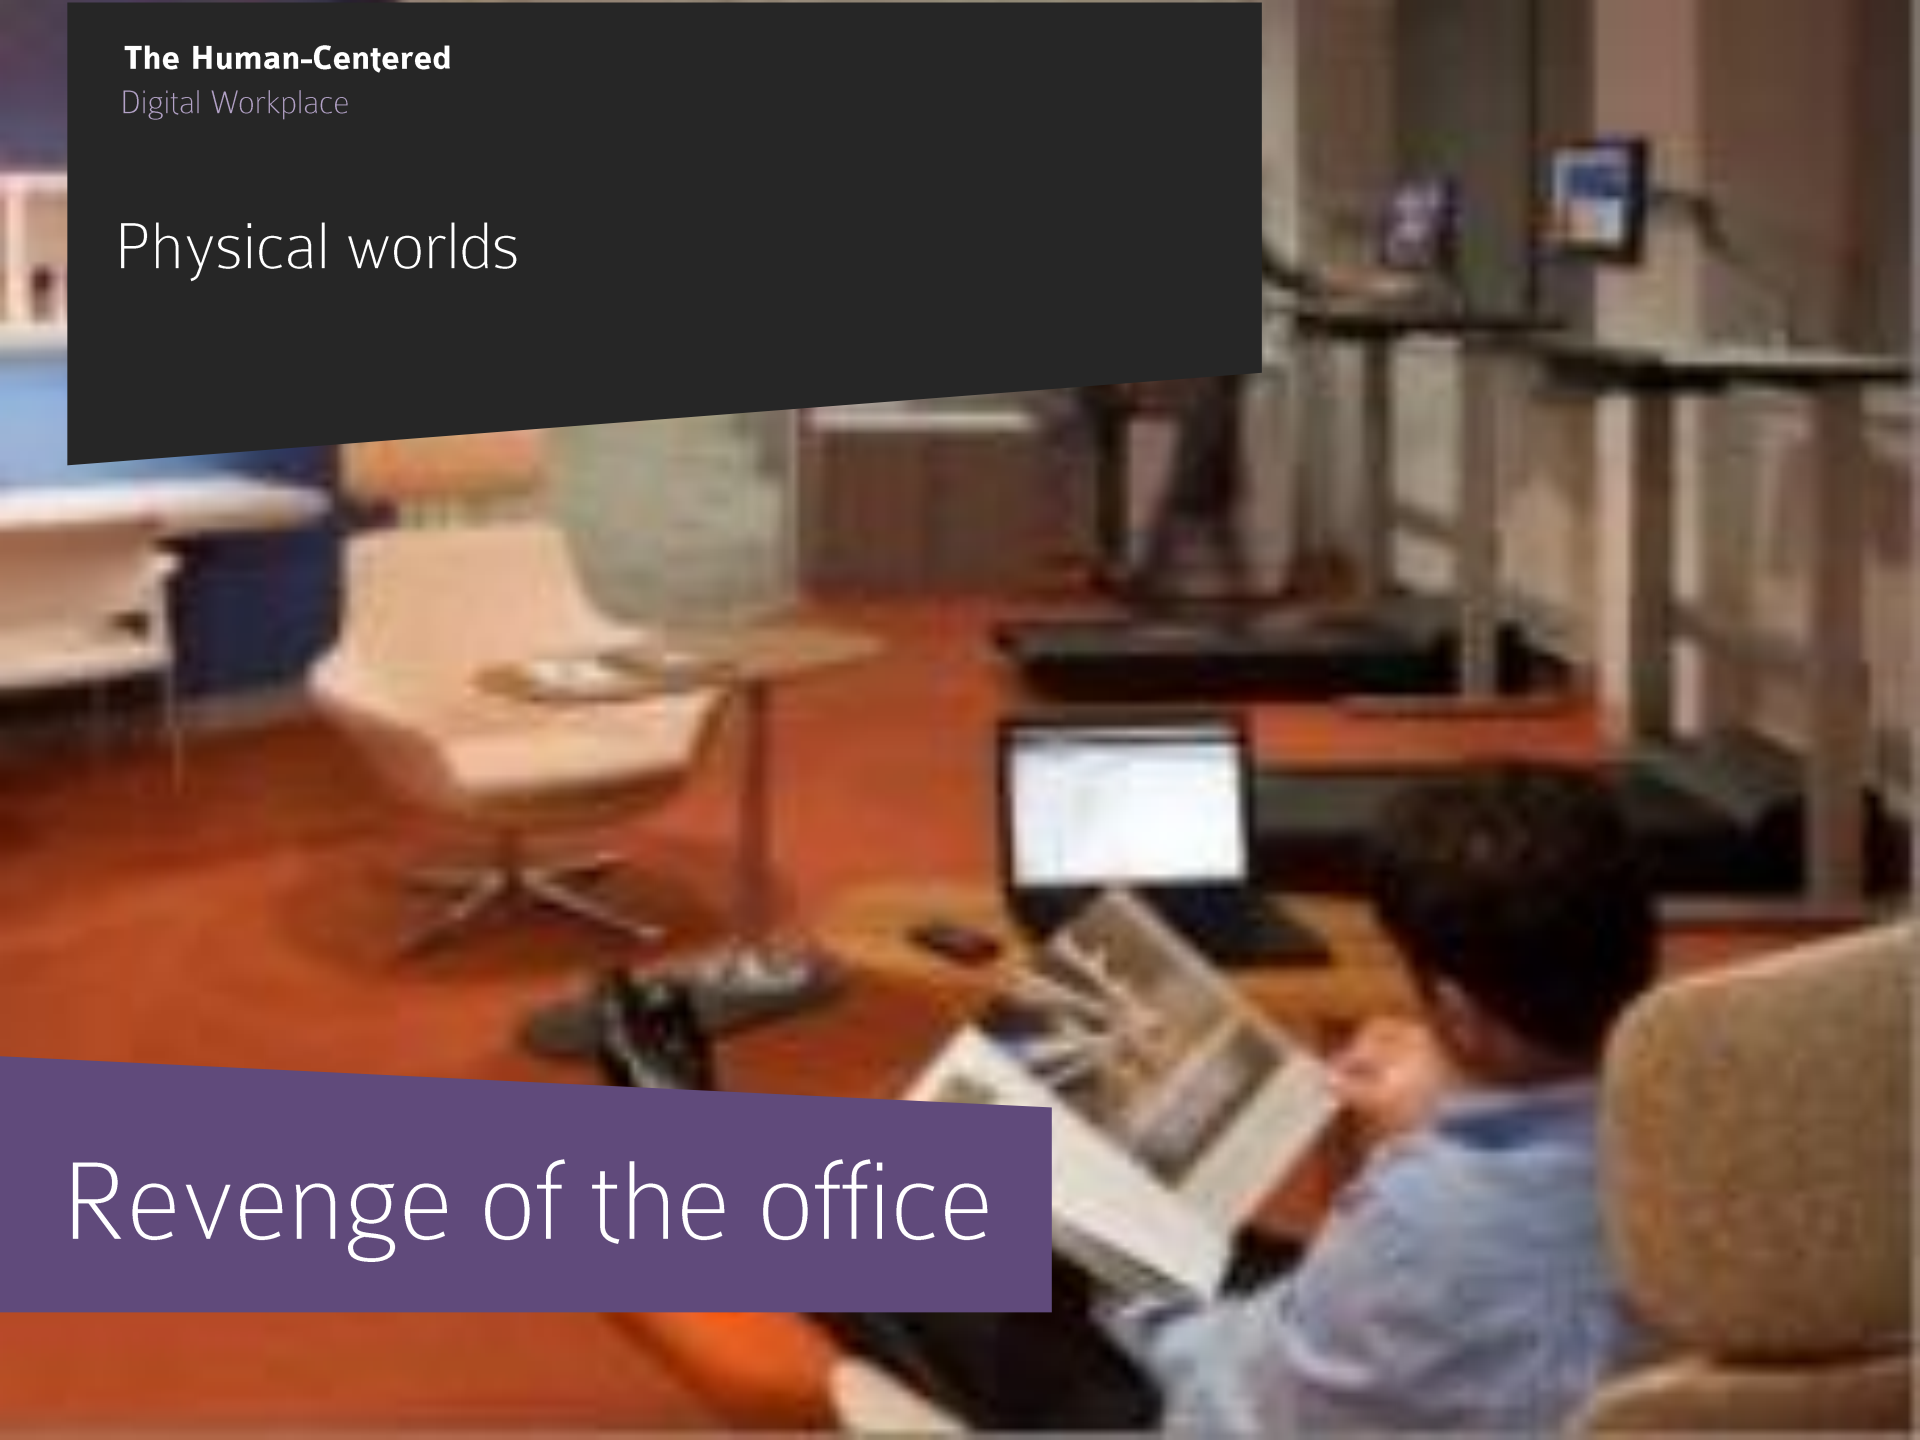 The Human-Centered
Digital Workplace
Physical worlds
Revenge of the office